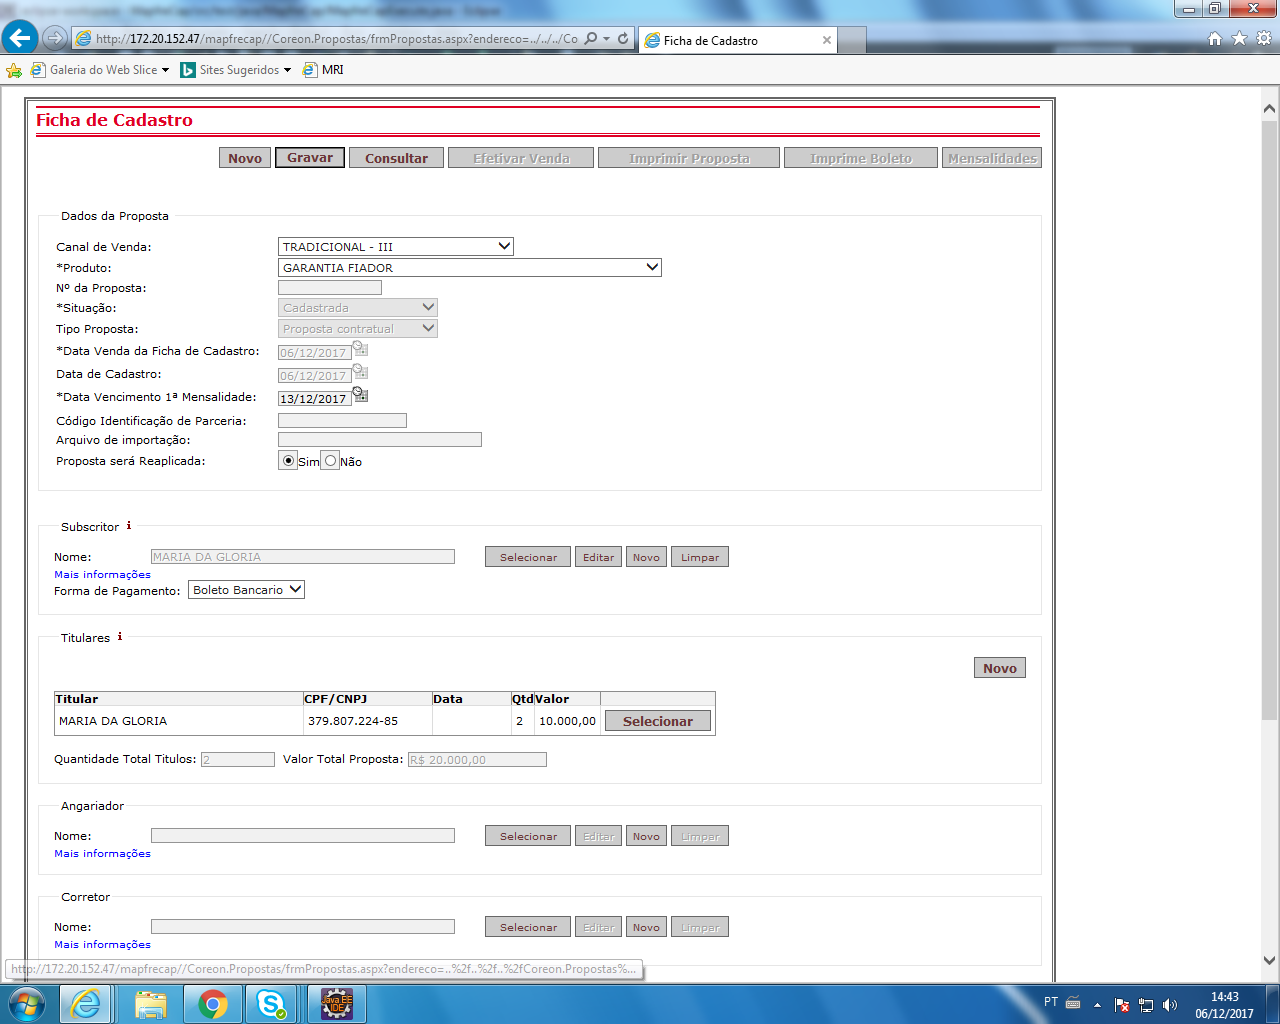 http://172.20.152.47/mapfrecap//Coreon.Propostas/frmPropostas.aspx?endereco=../../../Co
Ficha de Cadastro
Galeria do Web Slice
Sites Sugeridos
MRI
Ficha de Cadastro
Novo Gravar Consultar Efetivar Venda Imprimir Proposta Imprime Boleto Mensalidades
Dados da Proposta
Canal de Venda: TRADICIONAL - III
*Produto: GARANTIA FIADOR
Nº da Proposta:
*Situação: Cadastrada
Tipo Proposta: Proposta contratual
*Data Venda da Ficha de Cadastro: 06/12/2017
Data de Cadastro: 06/12/2017
*Data Vencimento 1ª Mensalidade: 13/12/2017
Código Identificação de Parceria:
Arquivo de importação:
Proposta será Reaplicada: Sim Não
Subscritor i
Nome: MARIA DA GLORIA Selecionar Editar Novo Limpar
Mais informações
Forma de Pagamento: Boleto Bancario
Titulares i
Novo
Titular CPF/CNPJ Data Qtd Valor
MARIA DA GLORIA 379.807.224-85 2 10.000,00 Selecionar
Quantidade Total Titulos: 2 Valor Total Proposta: R$ 20.000,00
Angariador
Nome: Selecionar Editar Novo Limpar
Mais informações
Corretor
Nome: Selecionar Editar Novo Limpar
Mais informações
http://172.20.152.47/mapfrecap//Coreon.Propostas/frmPropostas.aspx?endereco=..%2f..%2f..%2fCoreon.Propostas%...
Java EE
IDE
PT
14:43
06/12/2017